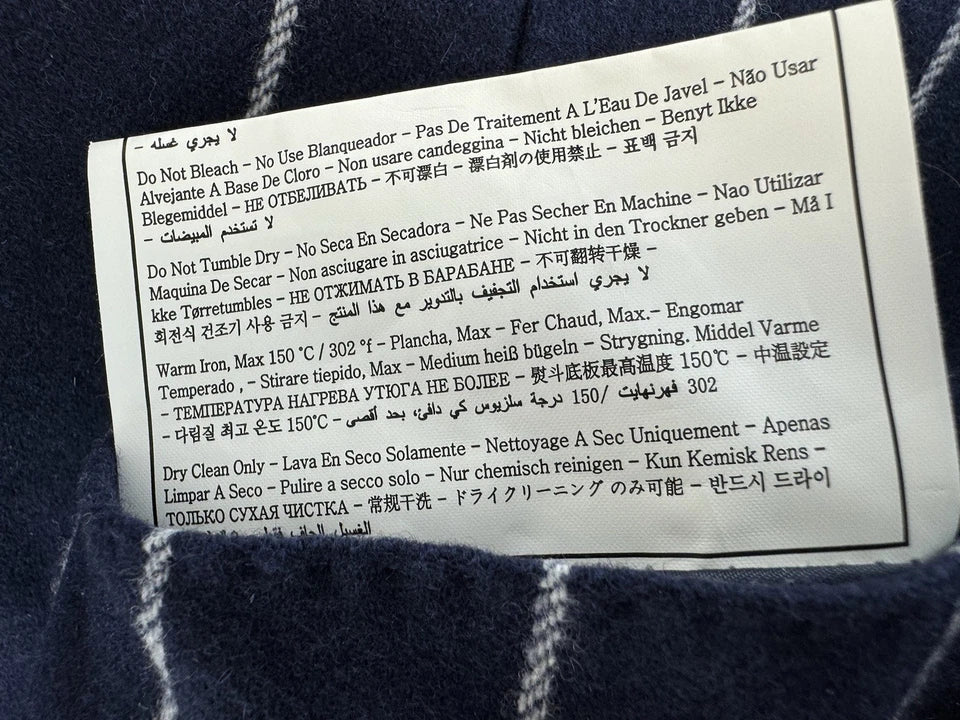 لا يجري غسله –
Do Not Bleach – No Use Blanqueador – Pas De Traitement A L'Eau De Javel – Não Usar
Alvejante A Base De Cloro – Non usare candeggina – Nicht bleichen – Benyt Ikke
Blegemiddel – НЕ ОТБЕЛИВАТЬ – 不可漂白 – 漂白剤の使用禁止 – 표백 금지
– لا تستخدم المبيضات
Do Not Tumble Dry – No Seca En Secadora – Ne Pas Secher En Machine – Nao Utilizar
Maquina De Secar – Non asciugare in asciugatrice – Nicht in den Trockner geben – Må I
kke Tørretumbles – НЕ ОТЖИМАТЬ В БАРАБАНЕ – 不可翻转干燥 –
회전식 건조기 사용 금지 – لا يجري استخدام التجفيف بالتدوير مع هذا المنتج
Warm Iron, Max 150 °C / 302 °f – Plancha, Max – Fer Chaud, Max.– Engomar
Temperado , – Stirare tiepido, Max – Medium heiß bügeln – Strygning. Middel Varme
– ТЕМПЕРАТУРА НАГРЕВА УТЮГА НЕ БОЛЕЕ – 熨斗底板最高温度 150℃ – 中温設定
– 다림질 최고 온도 150℃ – 302 فهرنهايت /150 درجة سلزيوس كي دافئ، بحد أقصى
Dry Clean Only – Lava En Seco Solamente – Nettoyage A Sec Uniquement – Apenas
Limpar A Seco – Pulire a secco solo – Nur chemisch reinigen – Kun Kemisk Rens –
ТОЛЬКО СУХАЯ ЧИСТКА – 常规干洗 – ドライクリーニング のみ可能 – 반드시 드라이